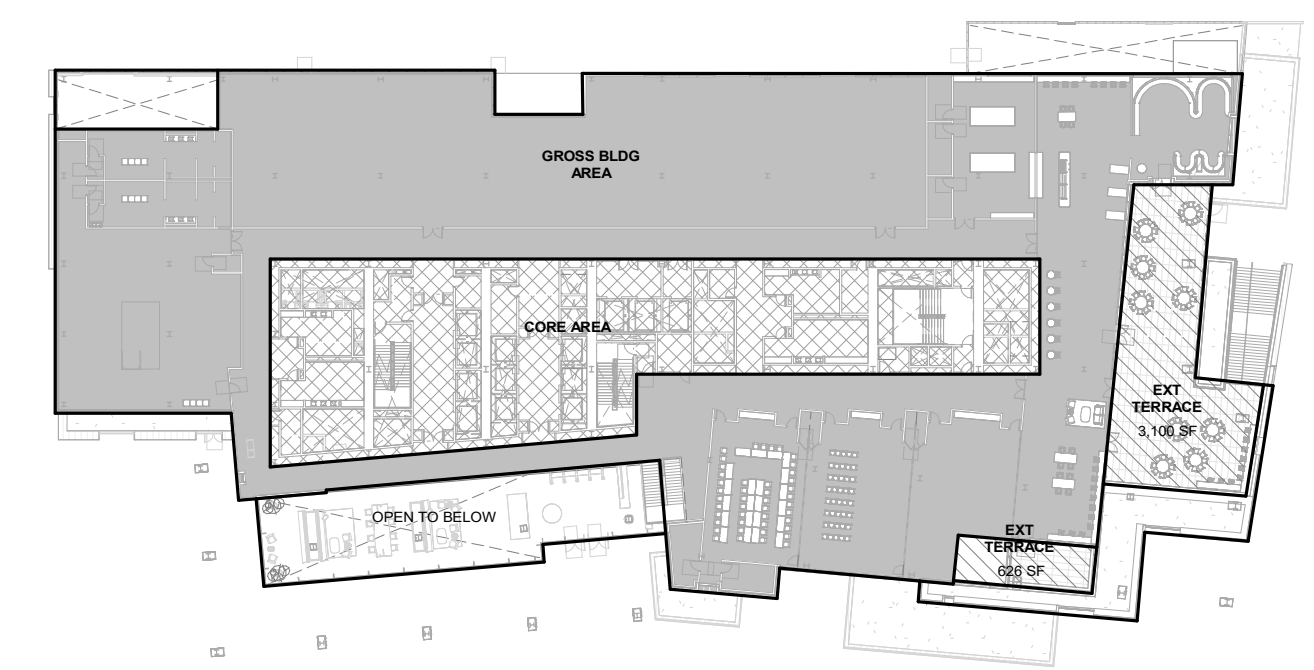 GROSS BLDG
AREA
CORE AREA
EXT
TERRACE
3,100 SF
OPEN TO BELOW
EXT
TERRACE
626 SF